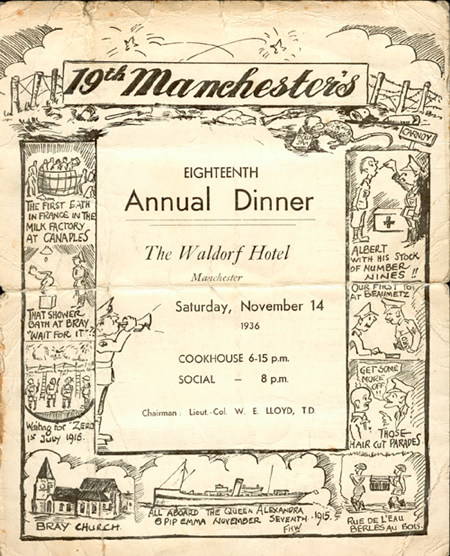 19th Manchester's
CARNOY
EIGHTEENTH
Annual Dinner
The Waldorf Hotel
Manchester
Saturday, November 14
1936
COOKHOUSE 6-15 p.m.
SOCIAL — 8 p.m.
Chairman: Lieut.-Col. W. E. LLOYD, T.D
THE FIRST BATH
IN FRANCE IN THE
MILK FACTORY
AT CANAPLES
THAT SHOWER
BATH AT BRAY
"WAIT FOR IT"
Waiting for "ZERO"
1st July 1916.
BRAY CHURCH.
ALL ABOARD THE QUEEN ALEXANDRA
6 PIP EMMA NOVEMBER SEVENTH 1915.
FHW
ALBERT
WITH HIS STOCK
OF NUMBER
NINES !!
OUR FIRST TOT
AT BEAUMETZ
GET SOME
MORE
OFF
THOSE
HAIR CUT PARADES.
RUE DE L'EAU
BERLES AU BOIS.